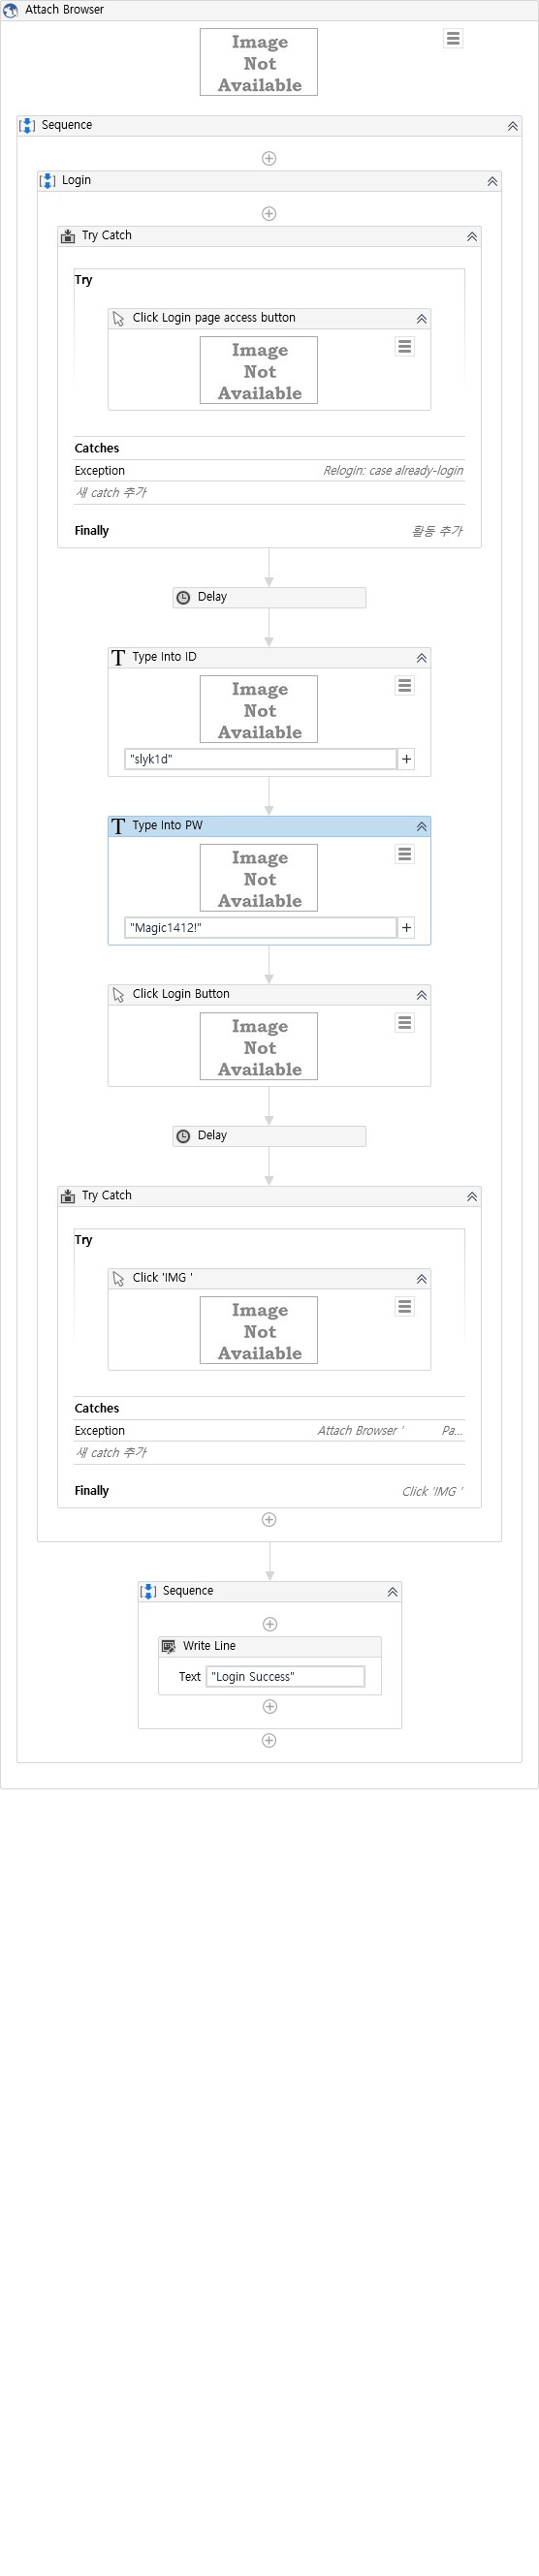 Attach Browser
Image
Not
Available
Sequence
Login
Try Catch
Try
Click Login page access button
Image
Not
Available
Catches
Exception Relogin: case already-login
새 catch 추가
Finally 활동 추가
Delay
Type Into ID
Image
Not
Available
"slyk1d"
Type Into PW
Image
Not
Available
"Magic1412!"
Click Login Button
Image
Not
Available
Delay
Try Catch
Try
Click 'IMG '
Image
Not
Available
Catches
Exception Attach Browser ' Pa...
새 catch 추가
Finally Click 'IMG '
Sequence
Write Line
Text "Login Success"